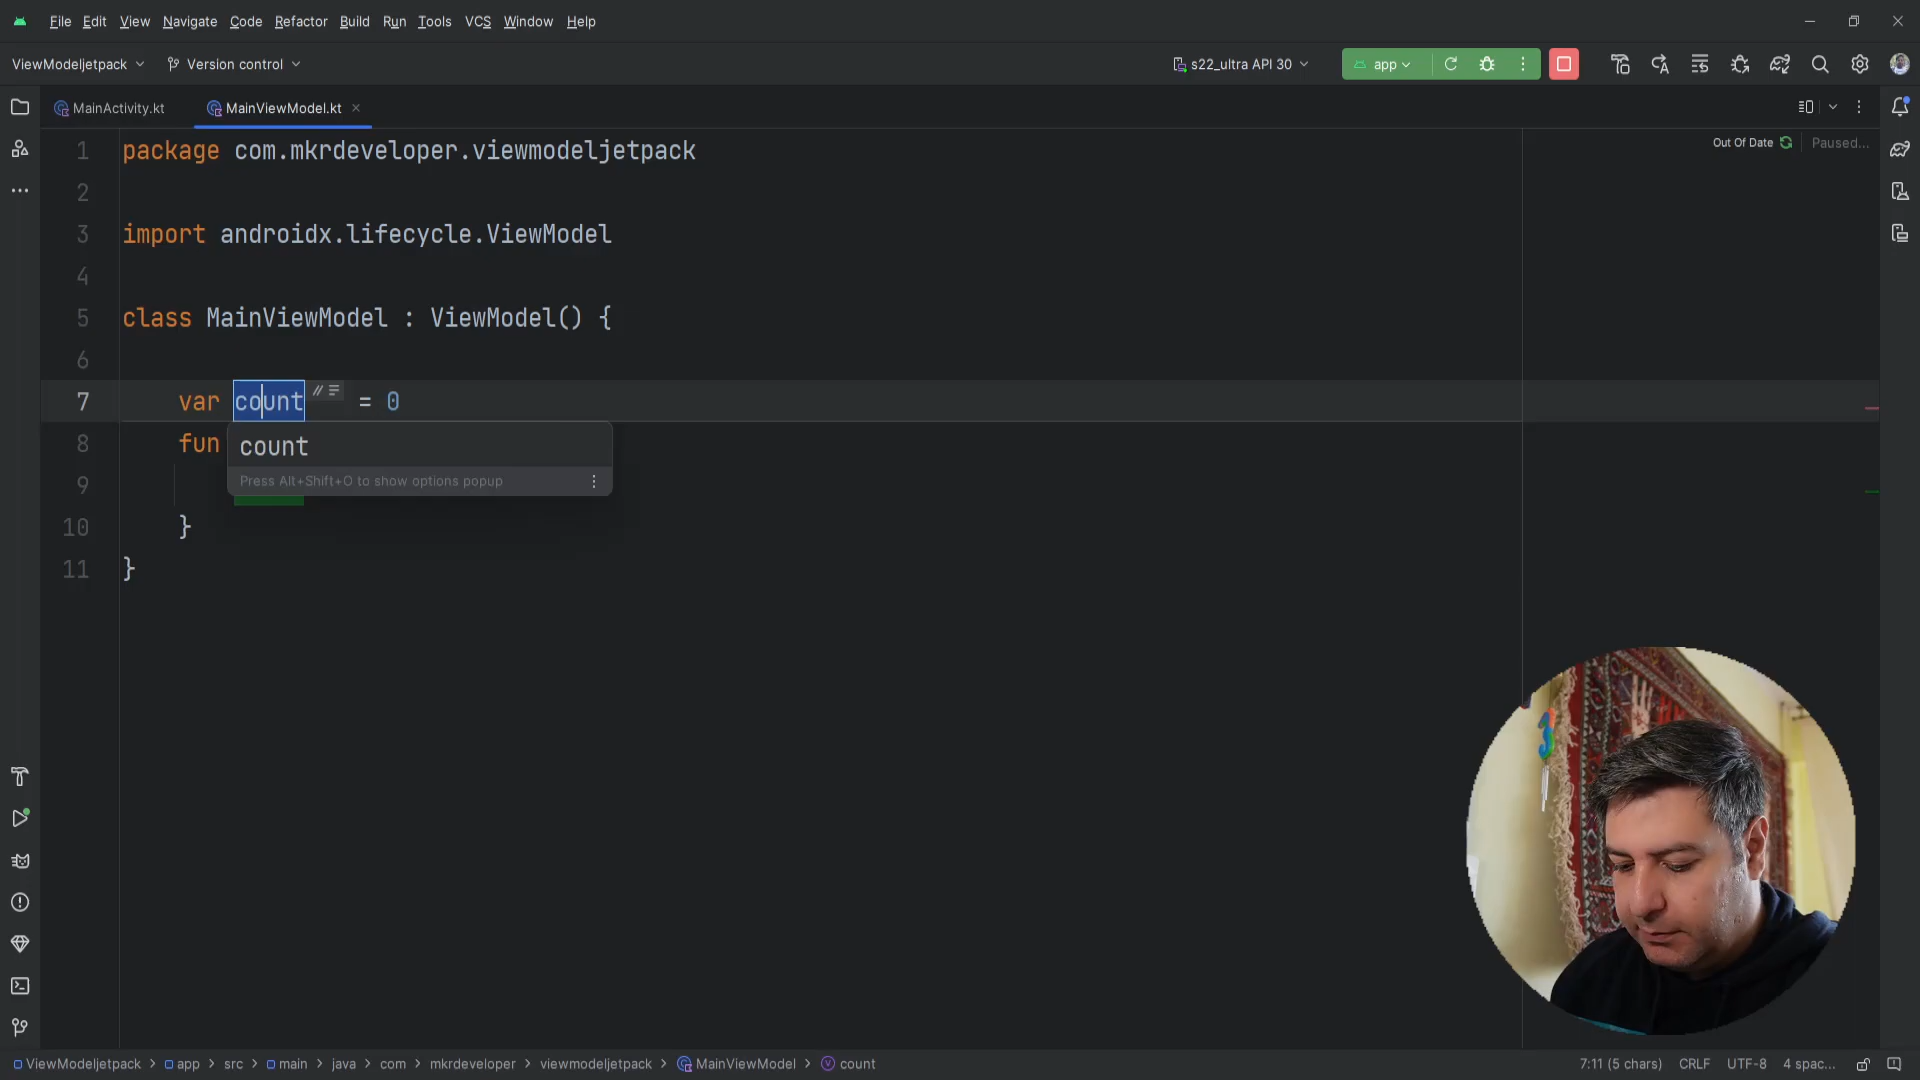 File Edit View Navigate Code Refactor Build Run Tools VCS Window Help
ViewModeljetpack Version control s22_ultra API 30 app
MainActivity.kt MainViewModel.kt
Out Of Date Paused...
1 package com.mkrdeveloper.viewmodeljetpack
2
3 import androidx.lifecycle.ViewModel
4
5 class MainViewModel : ViewModel() {
6
7 var count = 0
8 fun
count
9
Press Alt+Shift+O to show options popup
10 }
11 }
ViewModeljetpack > app > src > main > java > com > mkrdeveloper > viewmodeljetpack > MainViewModel > count 7:11 (5 chars) CRLF UTF-8 4 spac...